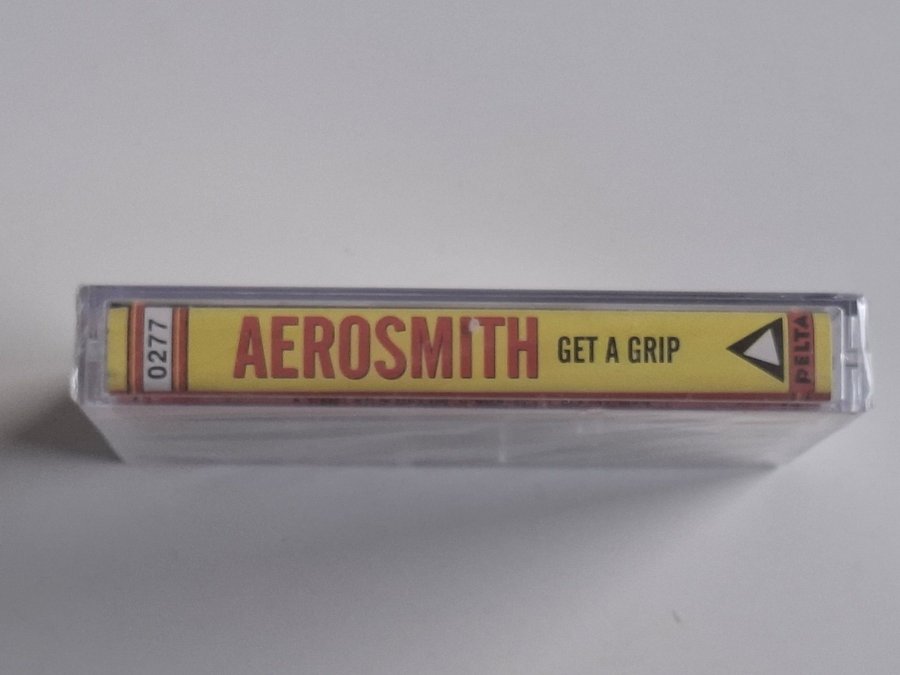 0277
AEROSMITH GET A GRIP
DELTA